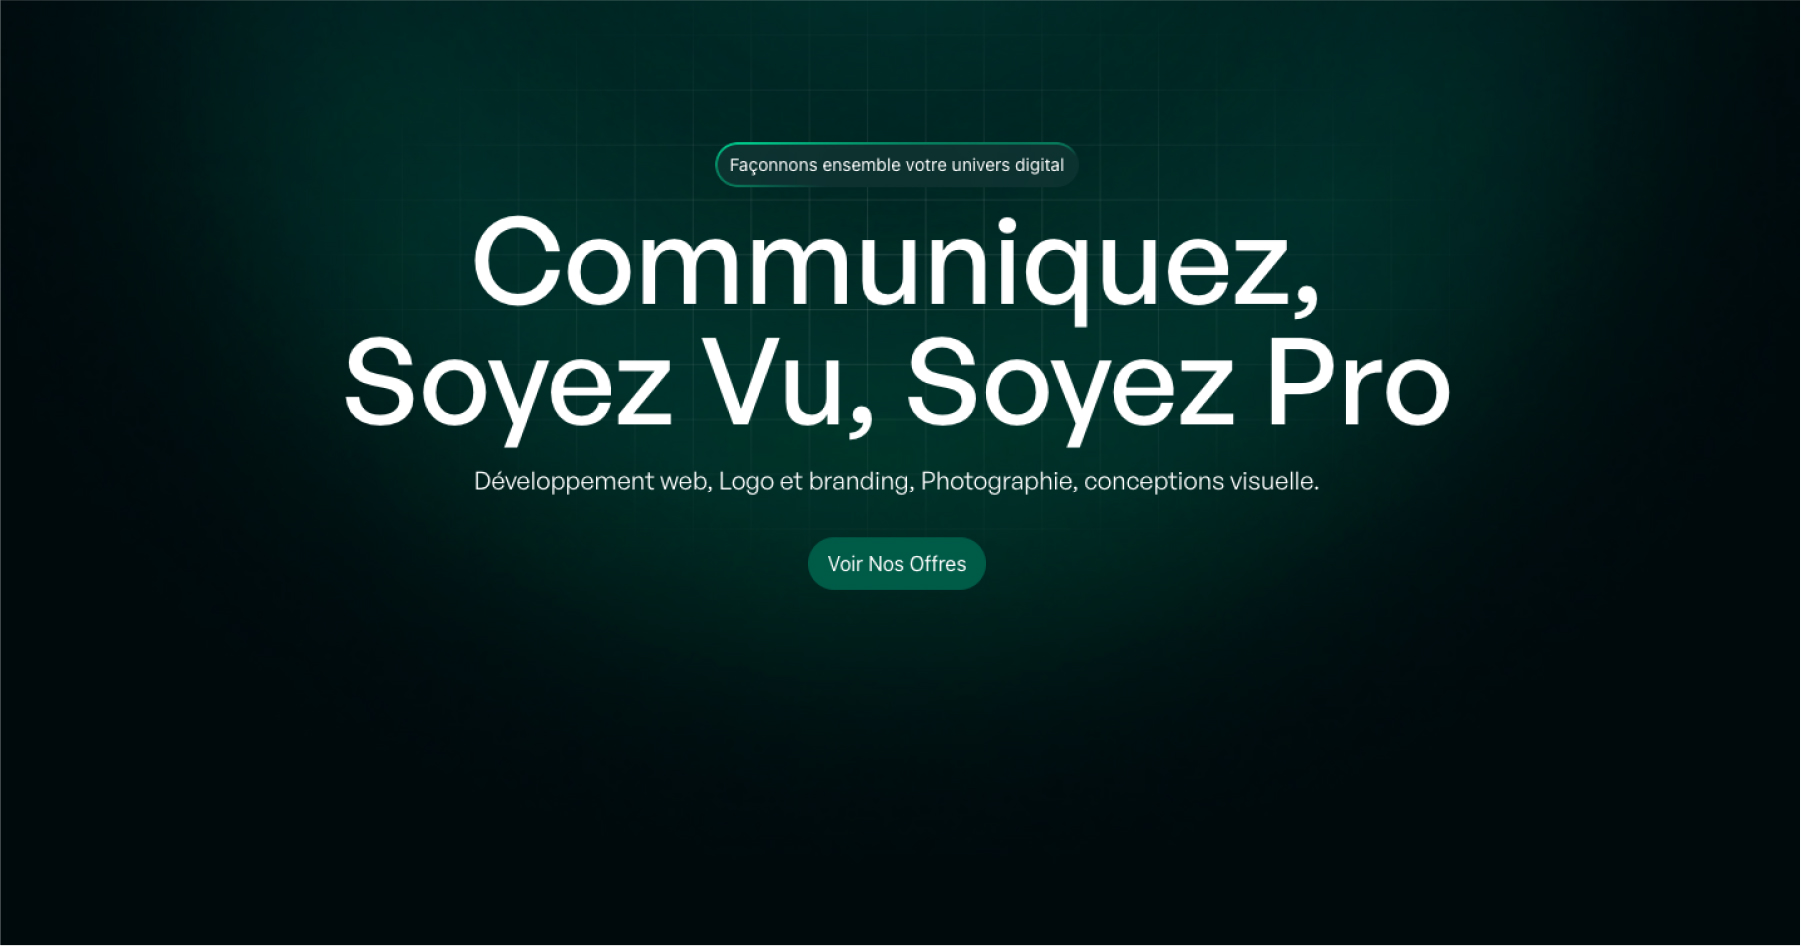 Façonnons ensemble votre univers digital
Communiquez,
Soyez Vu, Soyez Pro
Développement web, Logo et branding, Photographie, conceptions visuelle.
Voir Nos Offres